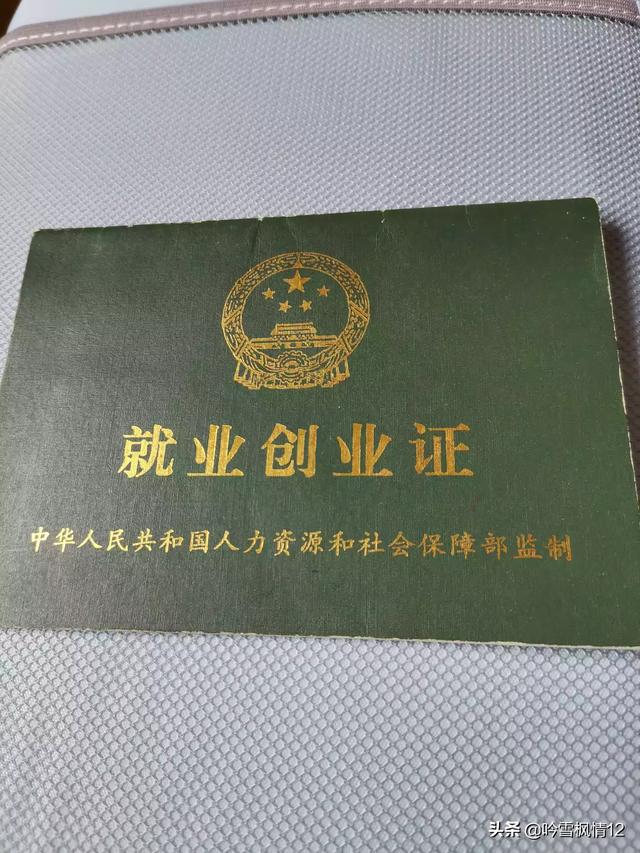 就业创业证
中华人民共和国人力资源和社会保障部监制
头条 @吟雪枫情12